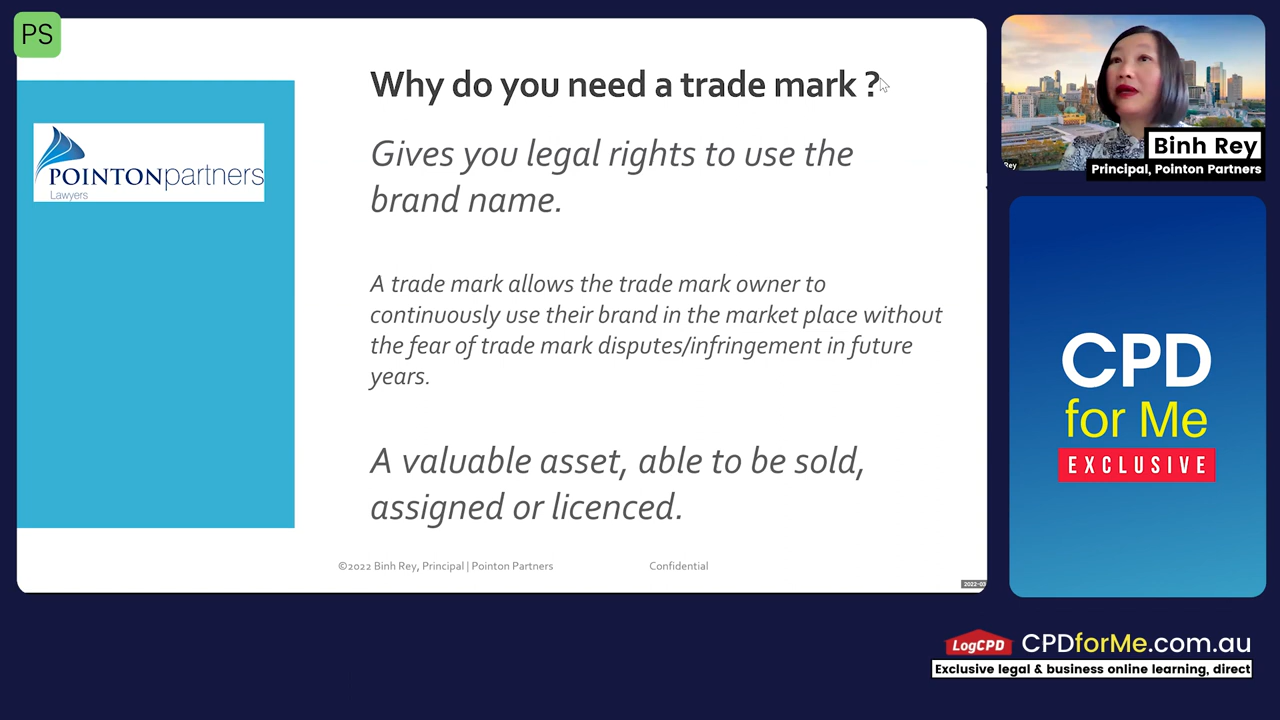 PS
Why do you need a trade mark ?
POINTONpartners
Lawyers
Gives you legal rights to use the
brand name.
A trade mark allows the trade mark owner to
continuously use their brand in the market place without
the fear of trade mark disputes/infringement in future
years.
A valuable asset, able to be sold,
assigned or licenced.
©2022 Binh Rey, Principal | Pointon Partners
Confidential
Rey
Binh Rey
Principal, Pointon Partners
CPD
for Me
EXCLUSIVE
LogCPD
CPDforMe.com.au
Exclusive legal & business online learning, direct